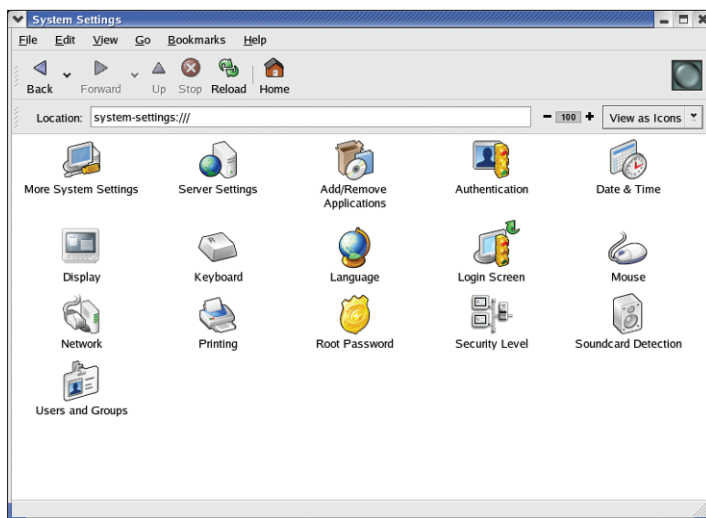 System Settings
File Edit View Go Bookmarks Help
Back Forward Up Stop Reload Home
Location: system-settings:/// 100 View as Icons
More System Settings Server Settings Add/Remove Applications Authentication Date & Time
Display Keyboard Language Login Screen Mouse
Network Printing Root Password Security Level Soundcard Detection
Users and Groups